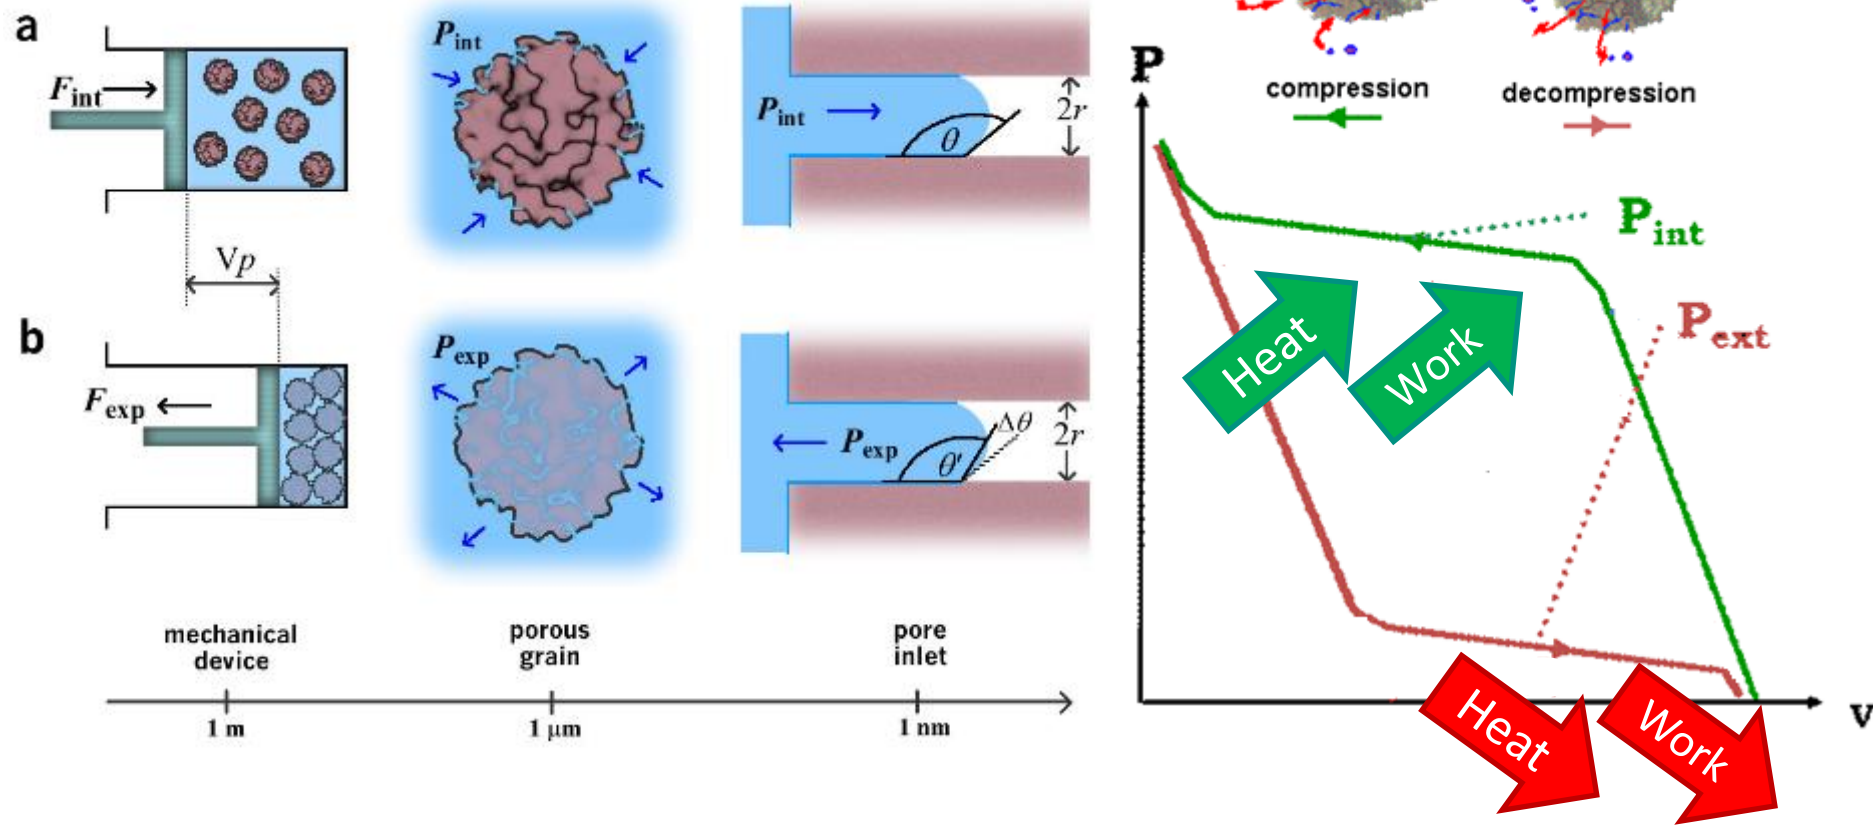 a
F_int
V_p
b
F_exp
P_int
P_exp
P_int
θ
2r
P_exp
θ'
Δθ
2r
mechanical
device
porous
grain
pore
inlet
1 m
1 μm
1 nm
compression
decompression
P
P_int
P_ext
Heat
Work
Heat
Work
v